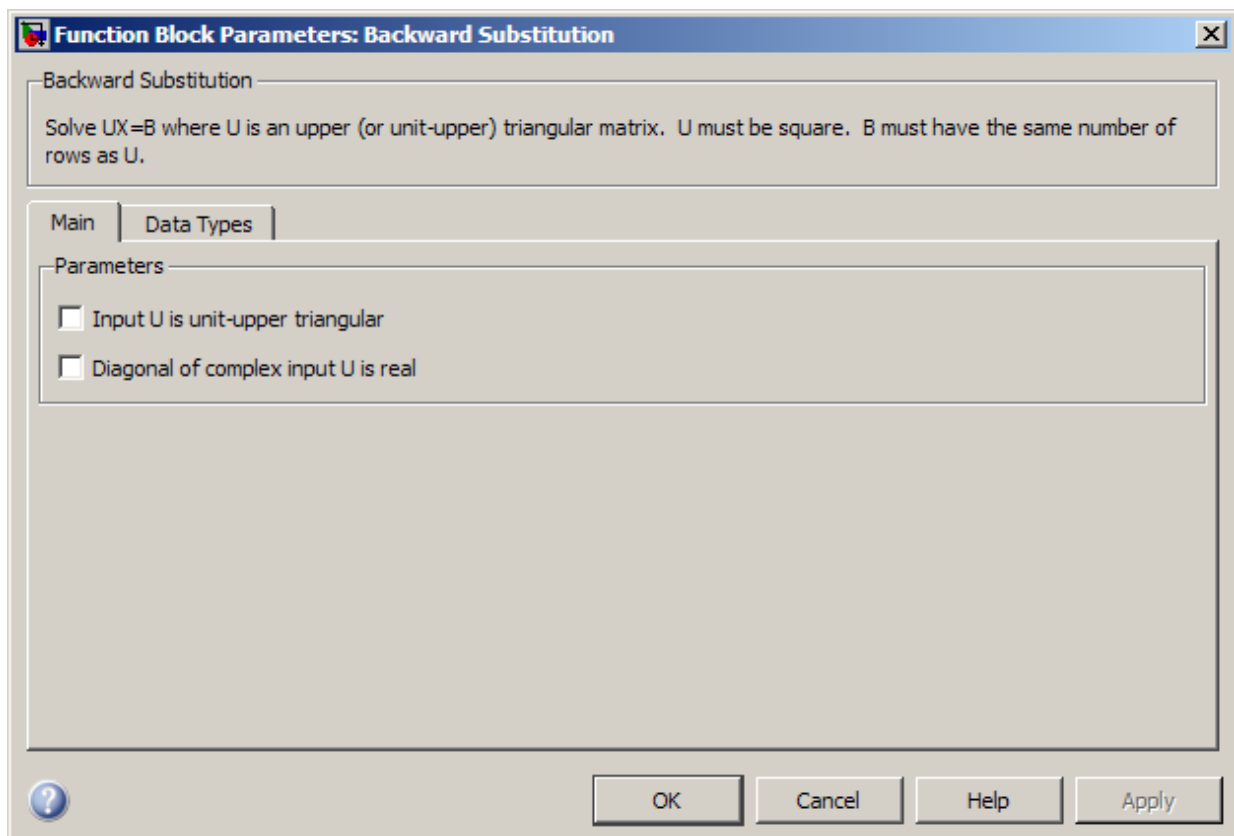 Function Block Parameters: Backward Substitution
Backward Substitution
Solve UX=B where U is an upper (or unit-upper) triangular matrix.  U must be square.  B must have the same number of
rows as U.
Main
Data Types
Parameters
Input U is unit-upper triangular
Diagonal of complex input U is real
OK
Cancel
Help
Apply